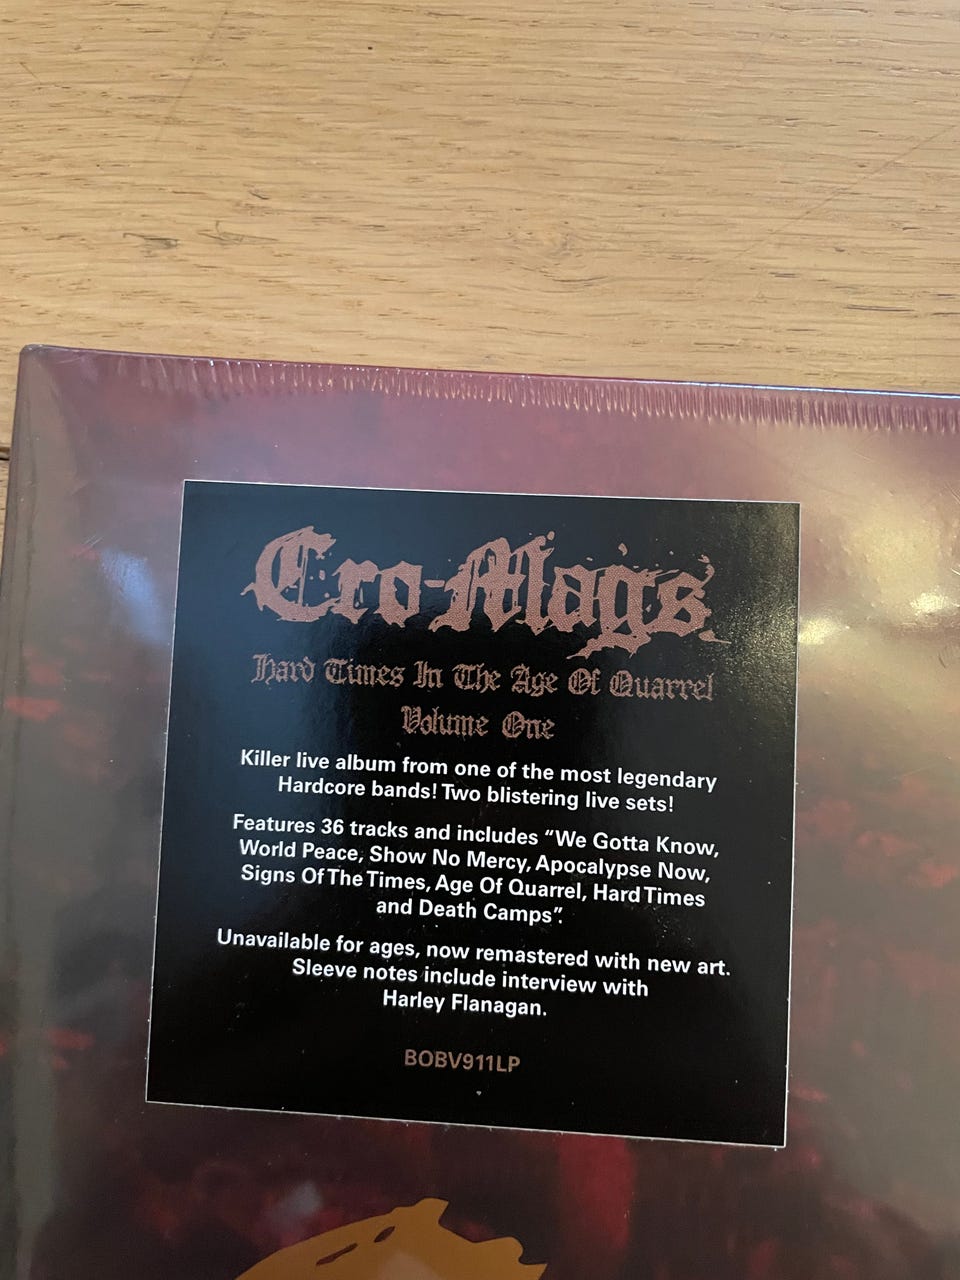 Cro-Mags
Hard Times In The Age Of Quarrel
Volume One
Killer live album from one of the most legendary
Hardcore bands! Two blistering live sets!
Features 36 tracks and includes “We Gotta Know,
World Peace, Show No Mercy, Apocalypse Now,
Signs Of The Times, Age Of Quarrel, Hard Times
and Death Camps”.
Unavailable for ages, now remastered with new art.
Sleeve notes include interview with
Harley Flanagan.
BOBV911LP